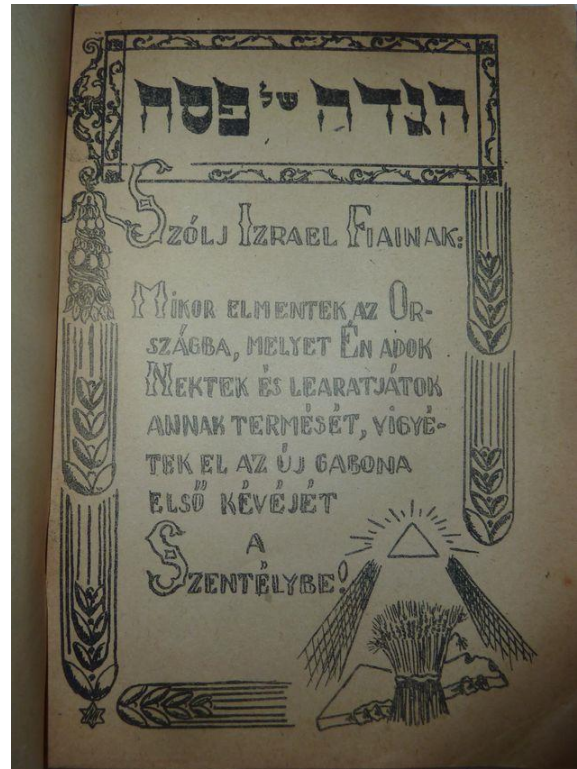 הגדה של פסח
SZÓLJ IZRAEL FIAINAK:
MIKOR ELMENTEK AZ OR-
SZÁGBA, MELYET ÉN ADOK
NEKTEK ÉS LEARATJÁTOK
ANNAK TERMÉSÉT, VIGYÉ-
TEK EL AZ ÚJ GABONA
ELSŐ KÉVÉJÉT
A
SZENTÉLYBE!